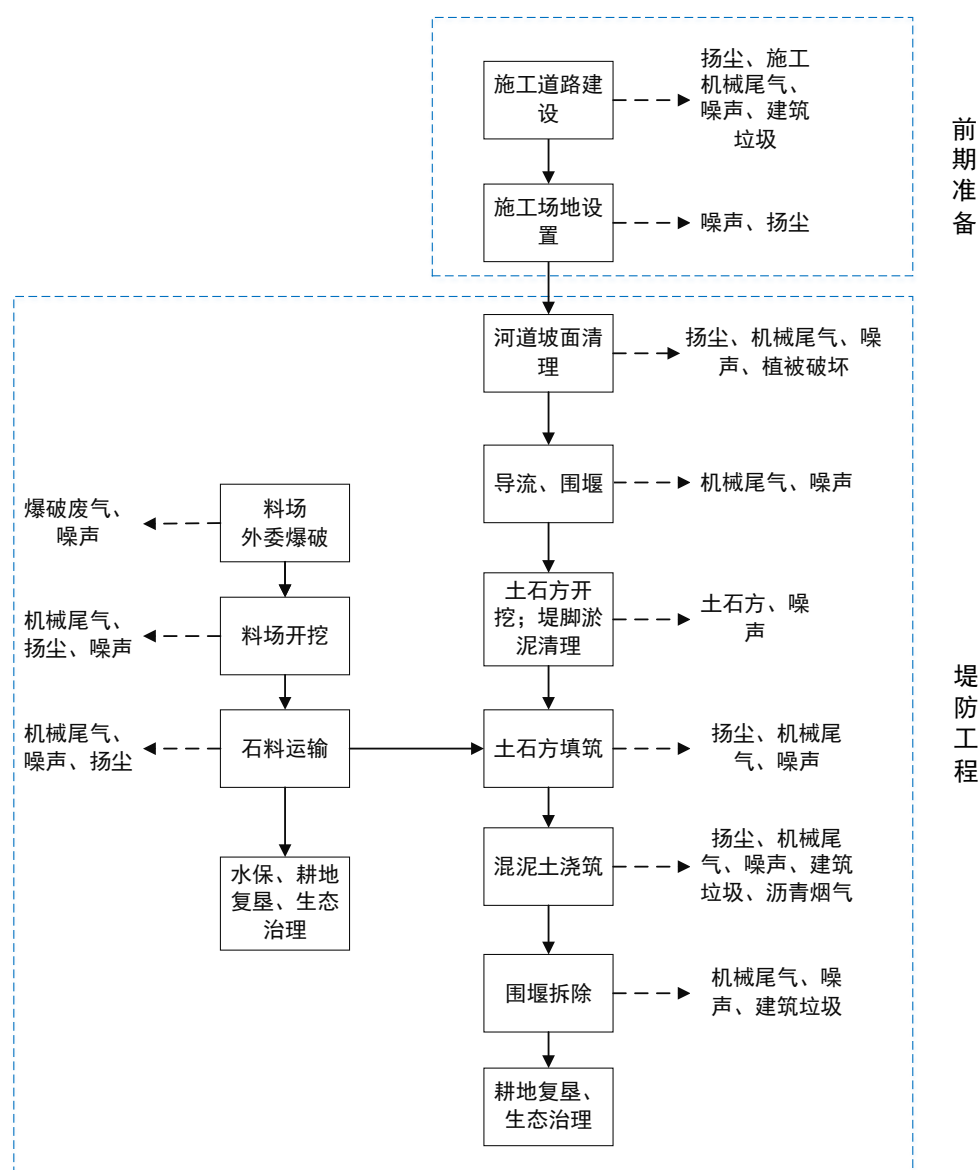 施工道路建
设
扬尘、施工
机械尾气、
噪声、建筑
垃圾
前
期
准
备
施工场地设
置
噪声、扬尘
河道坡面清
理
扬尘、机械尾气、噪
声、植被破坏
导流、围堰
机械尾气、噪声
爆破废气、
噪声
料场
外委爆破
土石方开
挖；堤脚淤
泥清理
土石方、噪
声
机械尾气、
扬尘、噪声
料场开挖
机械尾气、
噪声、扬尘
石料运输
土石方填筑
扬尘、机械尾
气、噪声
堤
防
工
程
水保、耕地
复垦、生态
治理
混泥土浇筑
扬尘、机械尾
气、噪声、建筑
垃圾、沥青烟气
围堰拆除
机械尾气、噪
声、建筑垃圾
耕地复垦、
生态治理